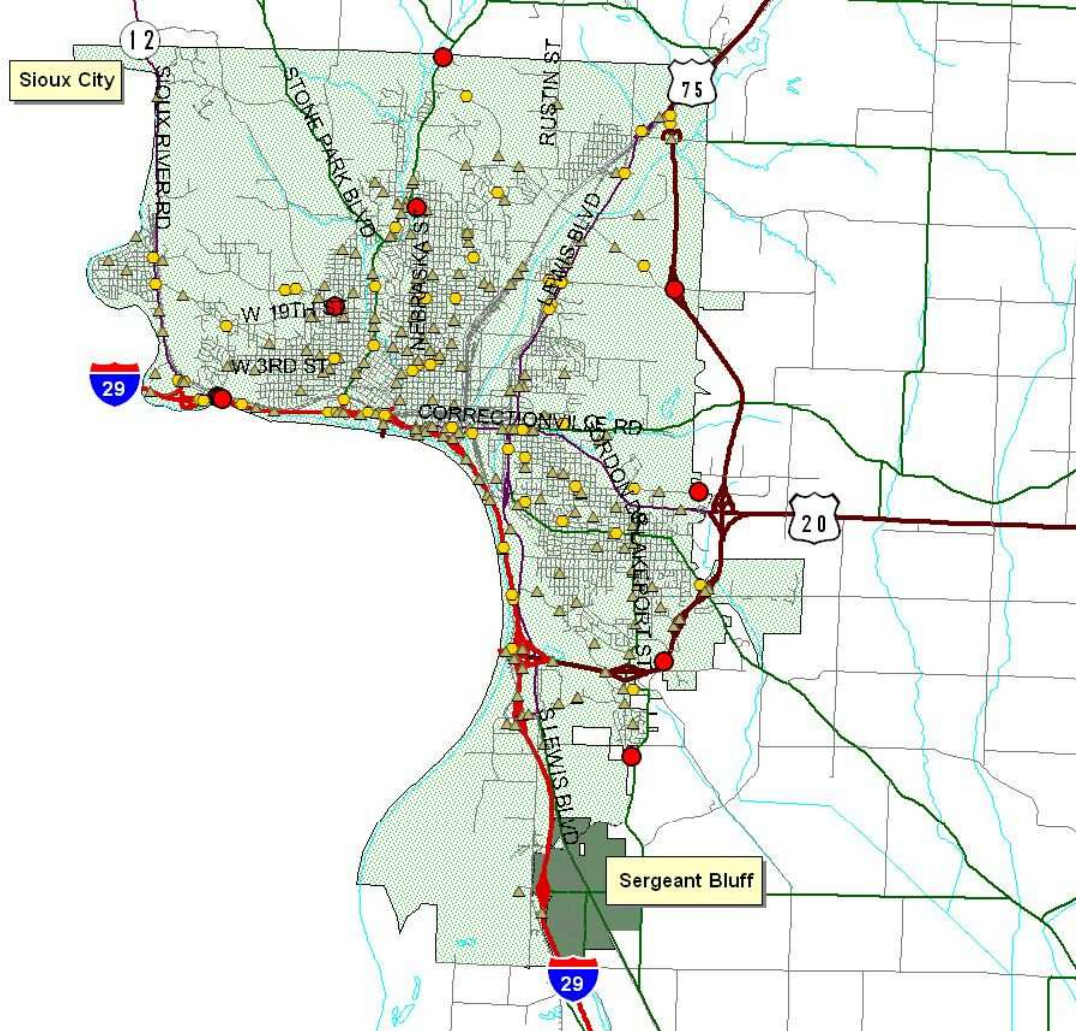 12
Sioux City
75
SIOUX RIVER RD
STONE PARK BLVD
RUSTIN ST
LEWIS BLVD
NEBRASKA ST
W 19TH ST
W 3RD ST
29
CORRECTIONVILLE RD
GORDON DR
20
S LAKEPORT ST
S LEWIS BLVD
Sergeant Bluff
29